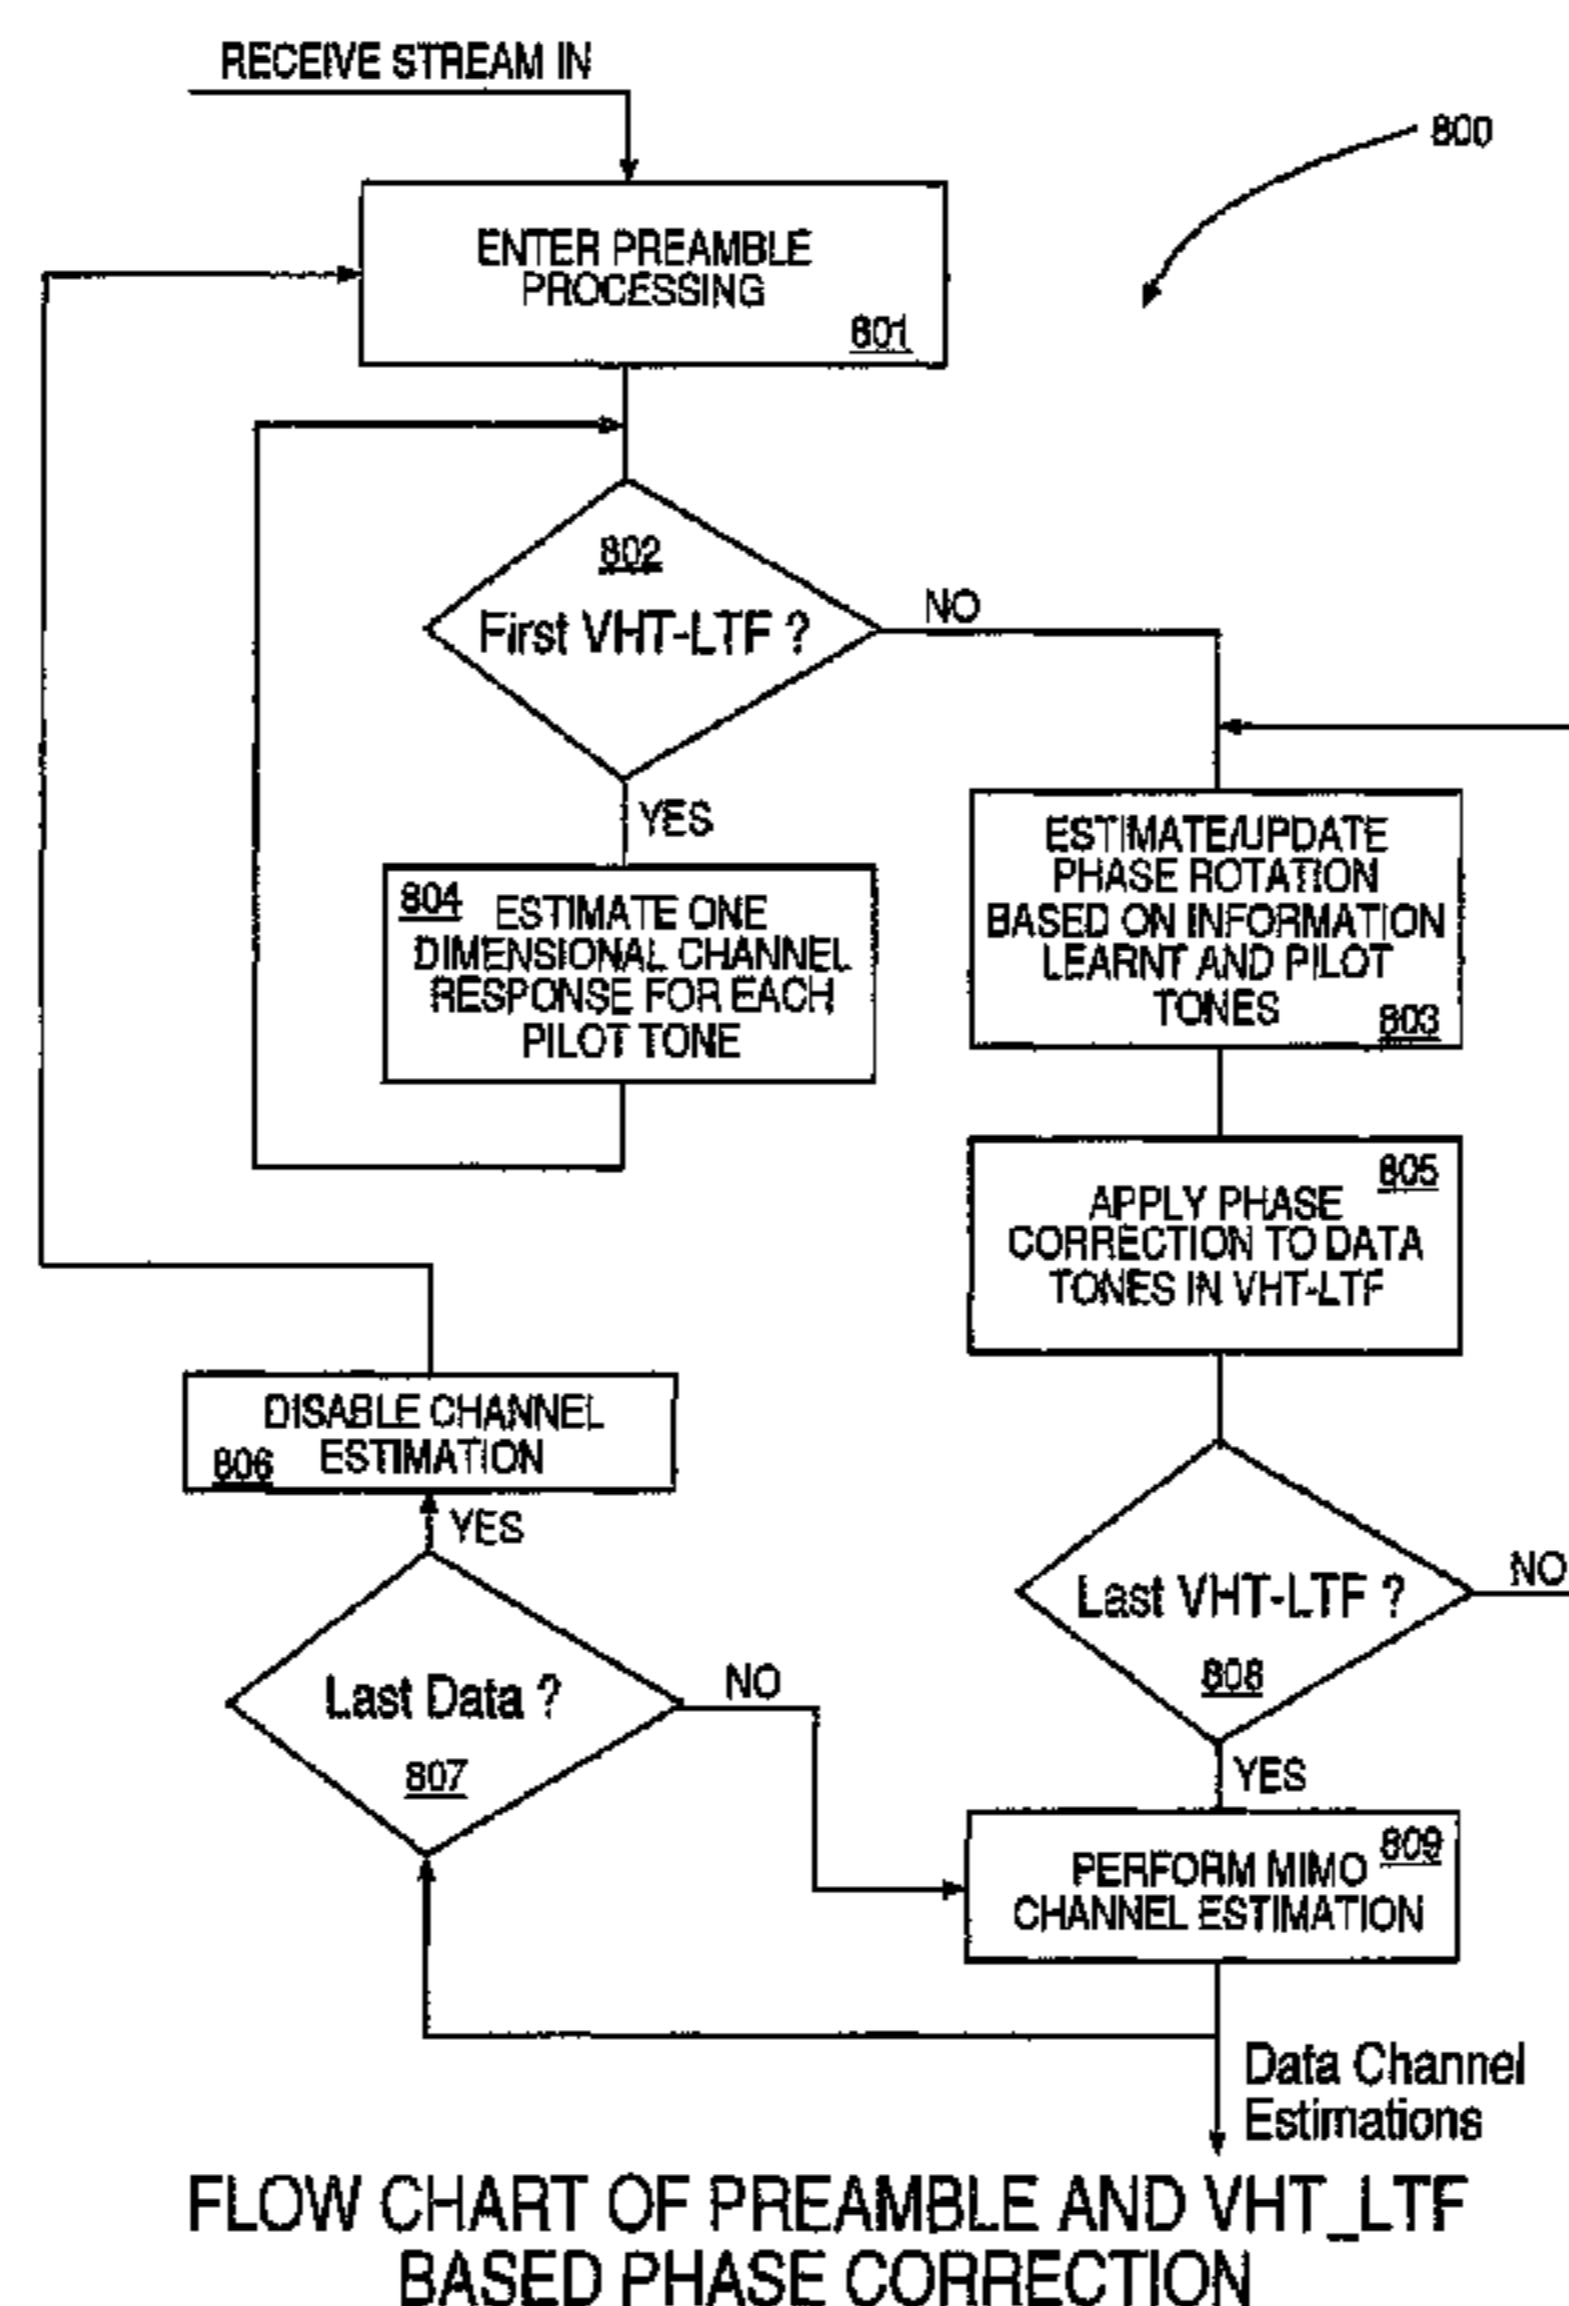 RECEIVE STREAM IN
800
ENTER PREAMBLE
PROCESSING
801
802
First VHT-LTF ?
NO
YES
804 ESTIMATE ONE
DIMENSIONAL CHANNEL
RESPONSE FOR EACH
PILOT TONE
ESTIMATE/UPDATE
PHASE ROTATION
BASED ON INFORMATION
LEARNT AND PILOT
TONES 803
805
APPLY PHASE
CORRECTION TO DATA
TONES IN VHT-LTF
DISABLE CHANNEL
806 ESTIMATION
YES
Last Data ?
807
NO
Last VHT-LTF ?
808
NO
YES
809
PERFORM MIMO
CHANNEL ESTIMATION
Data Channel
Estimations
FLOW CHART OF PREAMBLE AND VHT_LTF
BASED PHASE CORRECTION